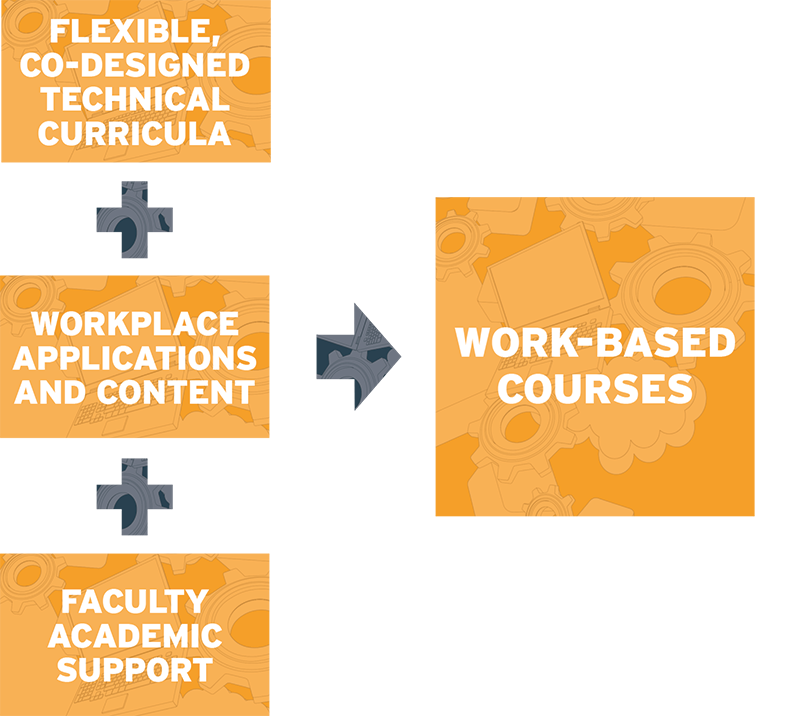 FLEXIBLE,
CO-DESIGNED
TECHNICAL
CURRICULA
WORKPLACE
APPLICATIONS
AND CONTENT
FACULTY
ACADEMIC
SUPPORT
WORK-BASED
COURSES